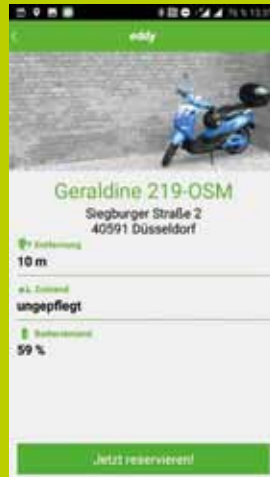 eddy
Geraldine 219-OSM
Siegburger Straße 2
40591 Düsseldorf
Entfernung
10 m
Zustand
ungepflegt
Batteriestand
59 %
Jetzt reservieren!